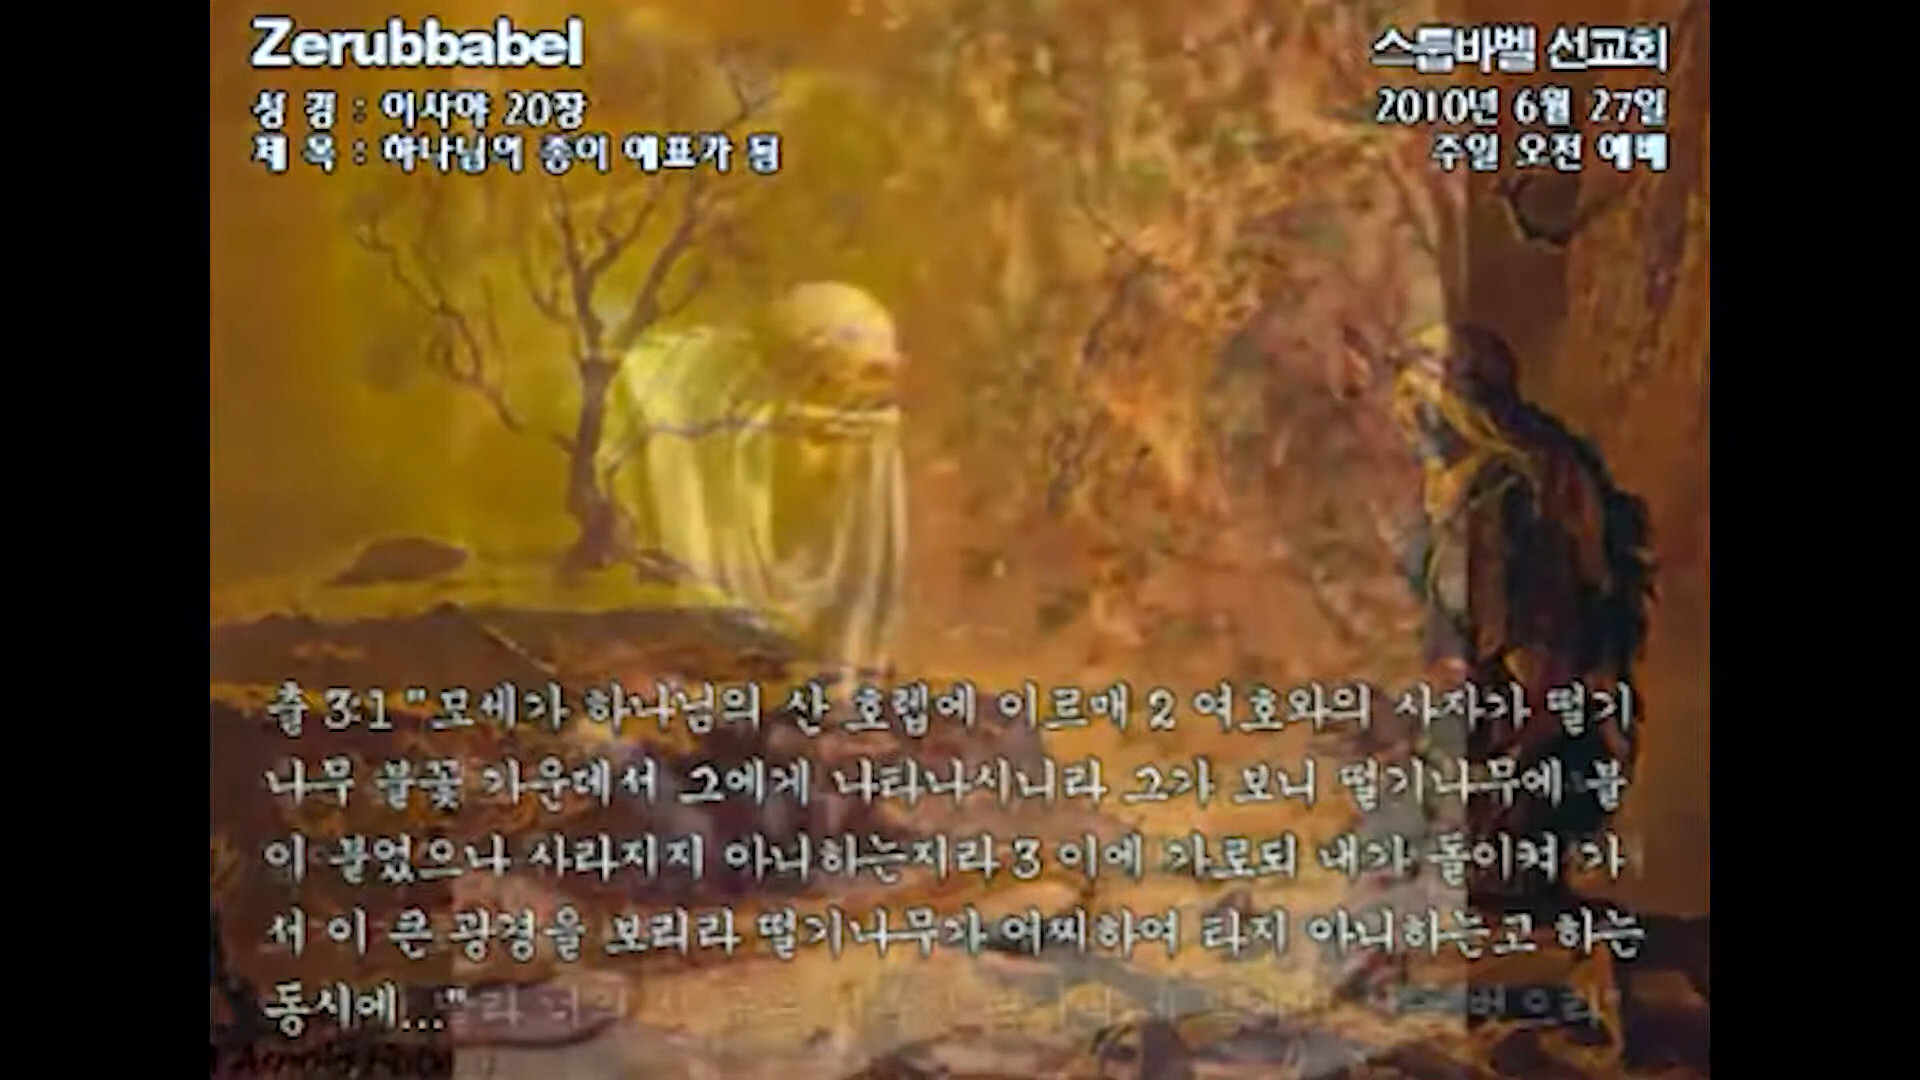 Zerubbabel
스룹바벨 선교회
성 경 : 이사야 20장
2010년 6월 27일
제 목 : 하나님의 종이 예표가 됨
주일 오전 예배
출 3:1 "모세가 하나님의 산 호렙에 이르매 2 여호와의 사자가 떨기
나무 불꽃 가운데서 그에게 나타나시니라 그가 보니 떨기나무에 불
이 붙었으나 사라지지 아니하는지라 3 이에 가로되 내가 돌이켜 가
서 이 큰 광경을 보리라 떨기나무가 어찌하여 타지 아니하는고 하는
동시에..."